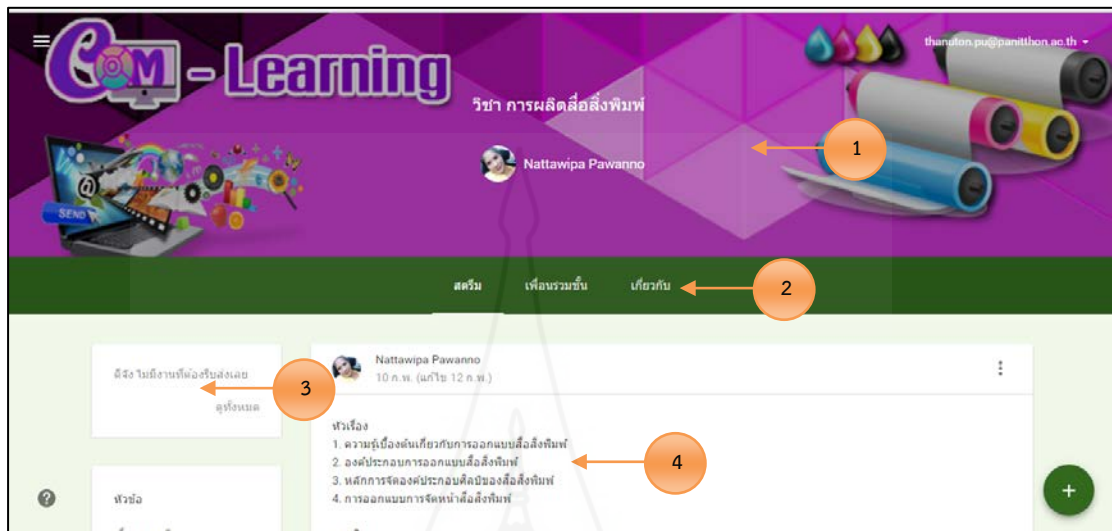 COM - Learning
thanuton.pu@panitthon.ac.th
วิชา การผลิตสื่อสิ่งพิมพ์
1
Nattawipa Pawanno
@
SEND
สตรีม เพื่อนร่วมชั้น เกี่ยวกับ
2
Nattawipa Pawanno
10 ก.พ. (แก้ไข 12 ก.พ.)
ดีจัง ไม่มีงานที่ต้องรีบส่งเลย
3
ดูทั้งหมด
หัวเรื่อง
1. ความรู้เบื้องต้นเกี่ยวกับการออกแบบสื่อสิ่งพิมพ์
2. องค์ประกอบการออกแบบสื่อสิ่งพิมพ์
4
3. หลักการจัดองค์ประกอบศิลป์ของสื่อสิ่งพิมพ์
4. การออกแบบการจัดหน้าสื่อสิ่งพิมพ์
หัวข้อ